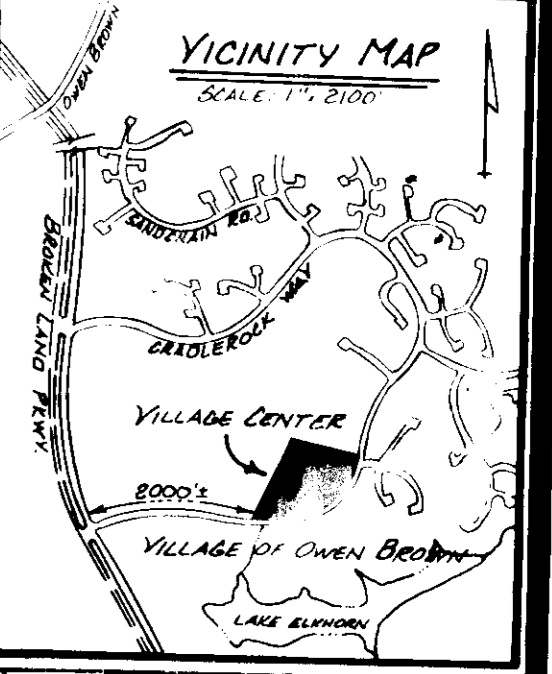 VICINITY MAP
SCALE: 1", 2100'
OWEN BROWN
BROKEN LAND PKWY.
SANDCHAIN RD.
CRADLEROCK WAY
VILLAGE CENTER
2000'±
VILLAGE OF OWEN BROWN
LAKE ELKHORN